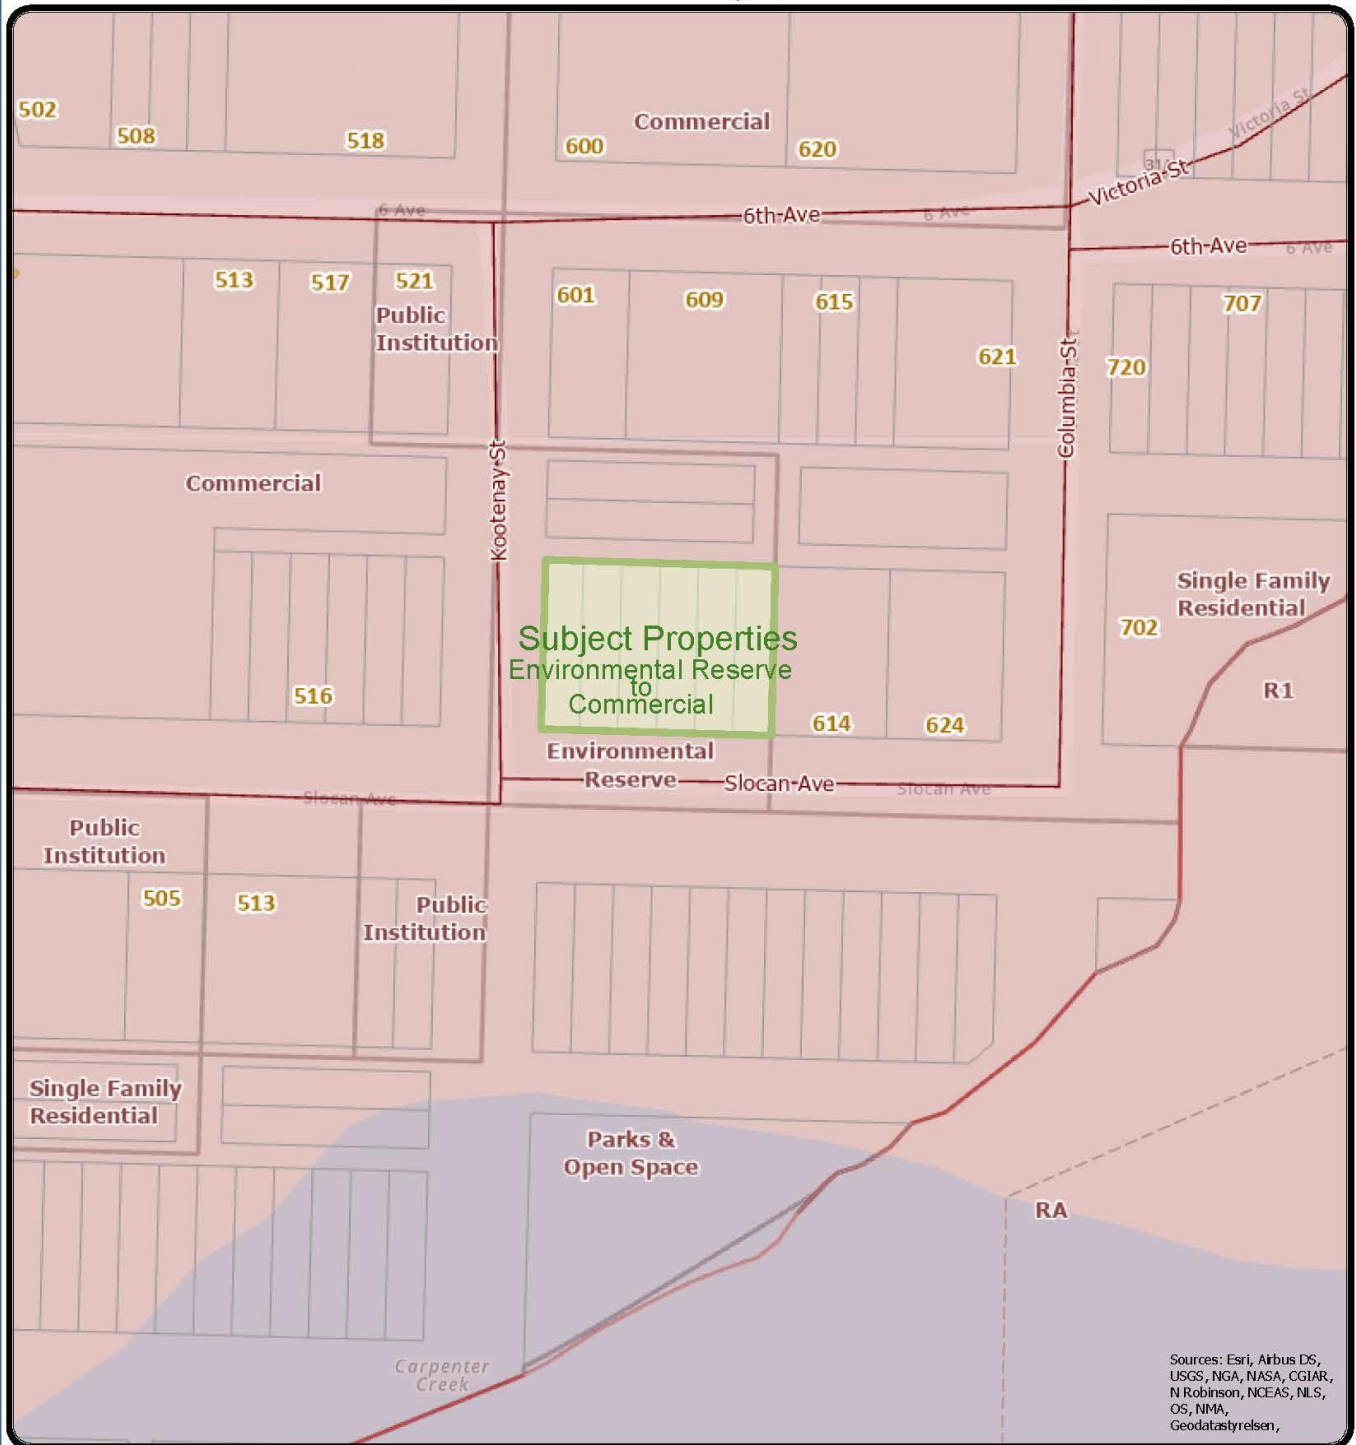 502
508
518
600
Commercial
620
Victoria St
31A
Victoria St
6 Ave
6th Ave
6 Ave
6th Ave
6 Ave
513
517
521
Public
Institution
601
609
615
621
Columbia St
720
707
Commercial
Kootenay St
516
Subject Properties
Environmental Reserve
to
Commercial
614
624
Single Family
Residential
702
R1
Environmental
Reserve
Slocan Ave
Slocan Ave
Slocan Ave
Public
Institution
505
513
Public
Institution
Single Family
Residential
Parks &
Open Space
RA
Carpenter
Creek
Sources: Esri, Airbus DS,
USGS, NGA, NASA, CGIAR,
N Robinson, NCEAS, NLS,
OS, NMA,
Geodatastyrelsen,